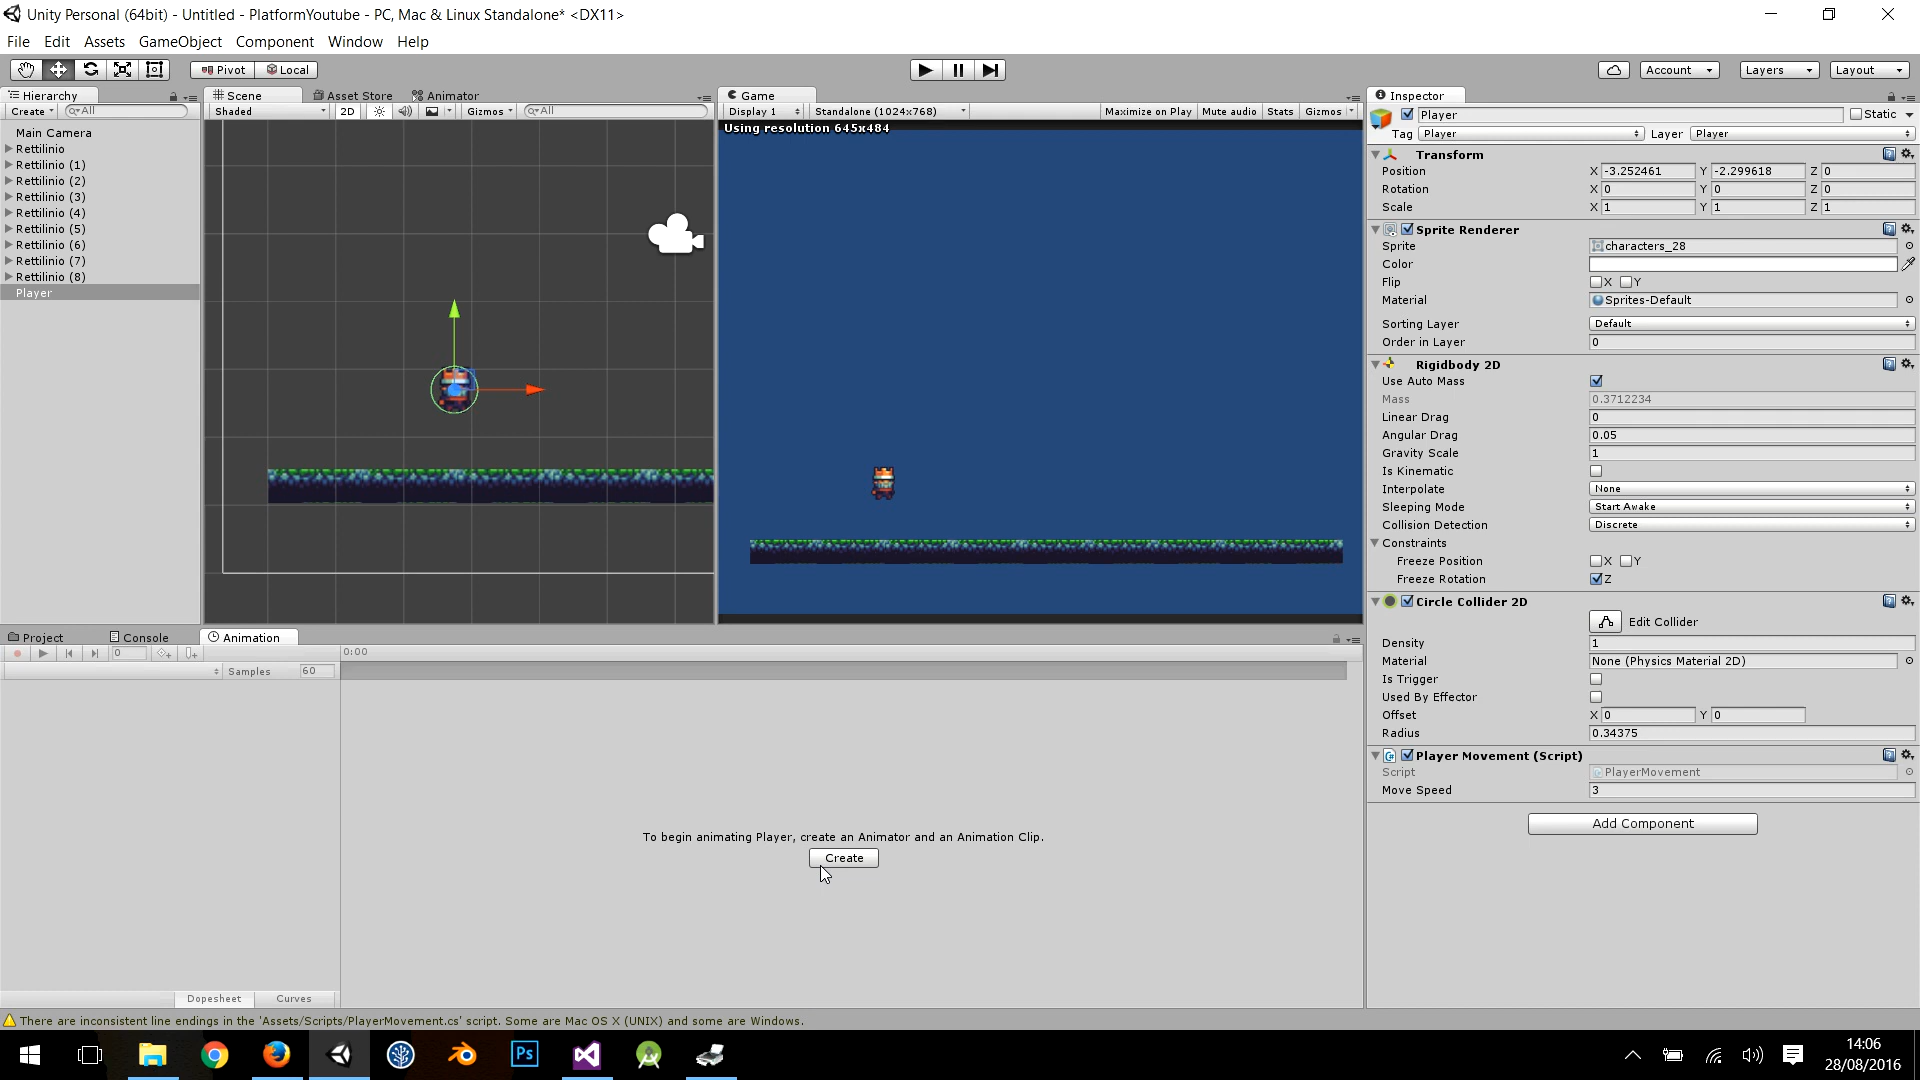 Unity Personal (64bit) - Untitled - PlatformYoutube - PC, Mac & Linux Standalone* <DX11>
File Edit Assets GameObject Component Window Help
Pivot Local Account Layers Layout
Hierarchy
Create All
Main Camera
Rettilinio
Rettilinio (1)
Rettilinio (2)
Rettilinio (3)
Rettilinio (4)
Rettilinio (5)
Rettilinio (6)
Rettilinio (7)
Rettilinio (8)
Player
Scene Asset Store Animator
Shaded 2D Gizmos All
Game
Display 1 Standalone (1024x768) Maximize on Play Mute audio Stats Gizmos
Using resolution 645x484
Inspector
Player Static
Tag Player Layer Player
Transform
Position X -3.252461 Y -2.299618 Z 0
Rotation X 0 Y 0 Z 0
Scale X 1 Y 1 Z 1
Sprite Renderer
Sprite characters_28
Color
Flip X Y
Material Sprites-Default
Sorting Layer Default
Order in Layer 0
Rigidbody 2D
Use Auto Mass
Mass 0.3712234
Linear Drag 0
Angular Drag 0.05
Gravity Scale 1
Is Kinematic
Interpolate None
Sleeping Mode Start Awake
Collision Detection Discrete
Constraints
Freeze Position X Y
Freeze Rotation Z
Circle Collider 2D
Edit Collider
Density 1
Material None (Physics Material 2D)
Is Trigger
Used By Effector
Offset X 0 Y 0
Radius 0.34375
Player Movement (Script)
Script PlayerMovement
Move Speed 3
Add Component
Project Console Animation
0 0:00
Samples 60
To begin animating Player, create an Animator and an Animation Clip.
Create
Dopesheet Curves
There are inconsistent line endings in the 'Assets/Scripts/PlayerMovement.cs' script. Some are Mac OS X (UNIX) and some are Windows.
Ps
14:06
28/08/2016